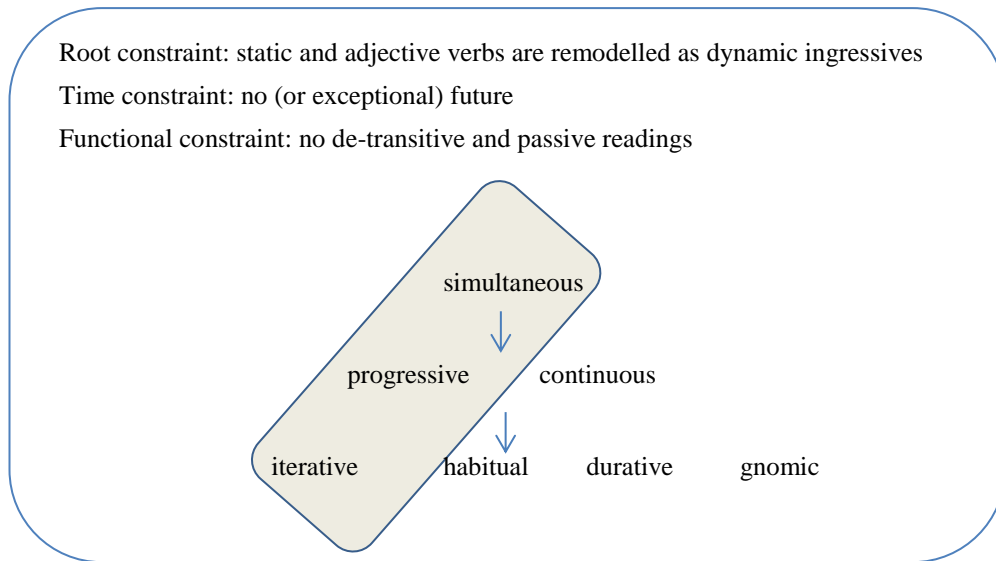 Root constraint: static and adjective verbs are remodelled as dynamic ingressives
Time constraint: no (or exceptional) future
Functional constraint: no de-transitive and passive readings
simultaneous
progressive continuous
iterative habitual durative gnomic